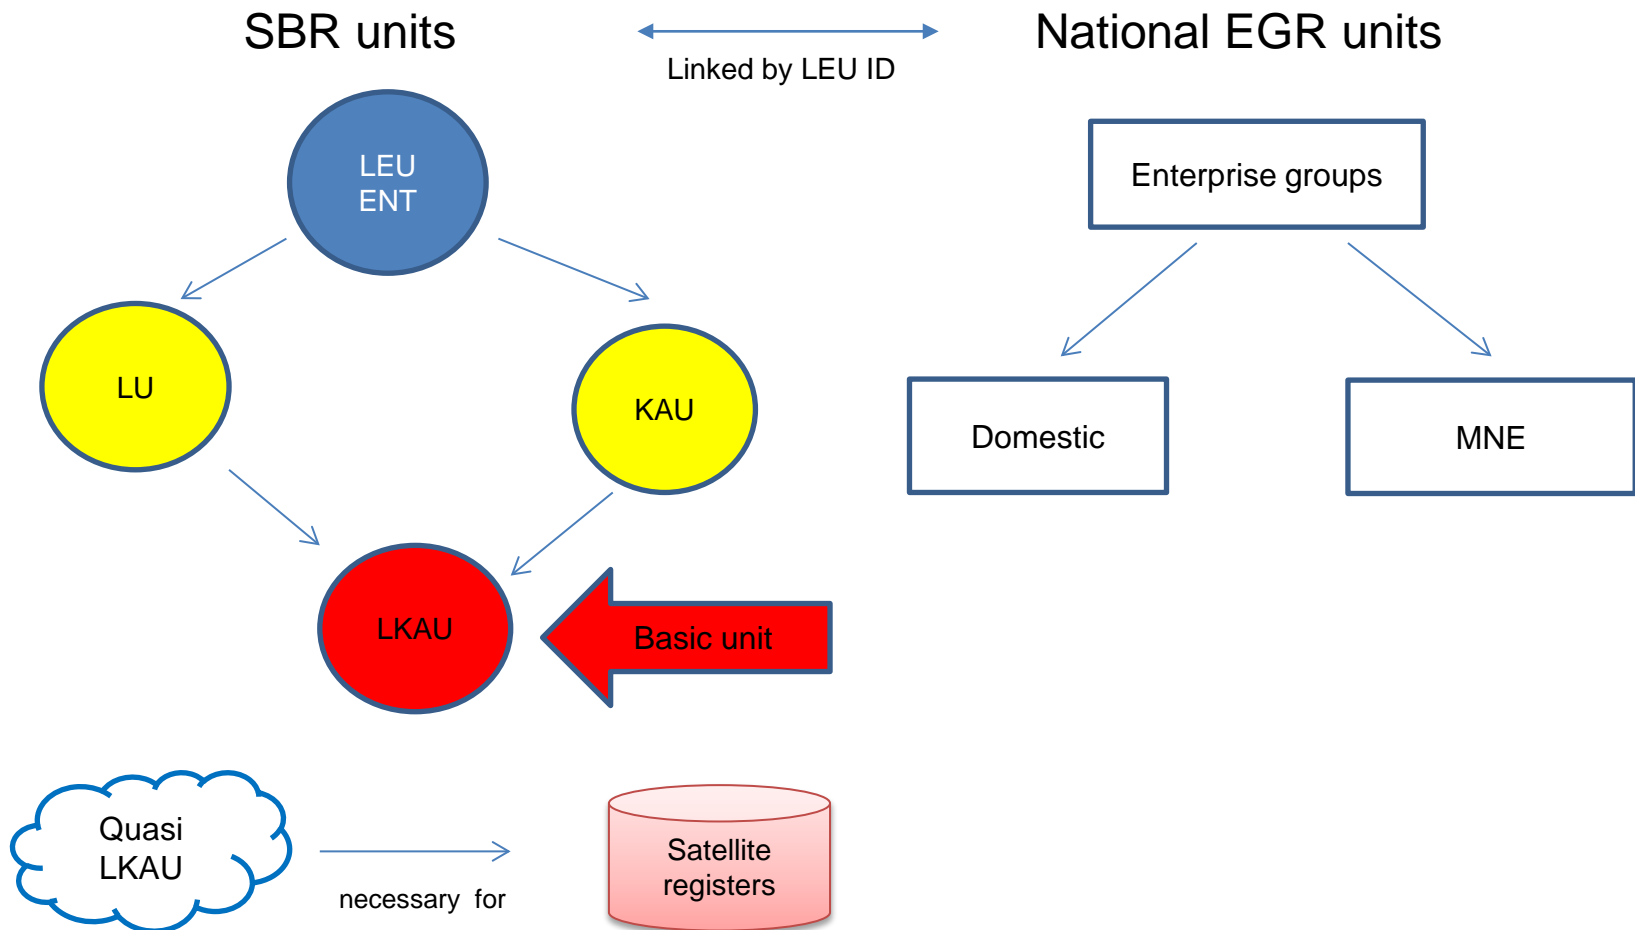 SBR units
National EGR units
Linked by LEU ID
LEU
ENT
Enterprise groups
LU
KAU
Domestic
MNE
LKAU
Basic unit
Quasi
LKAU
necessary for
Satellite
registers